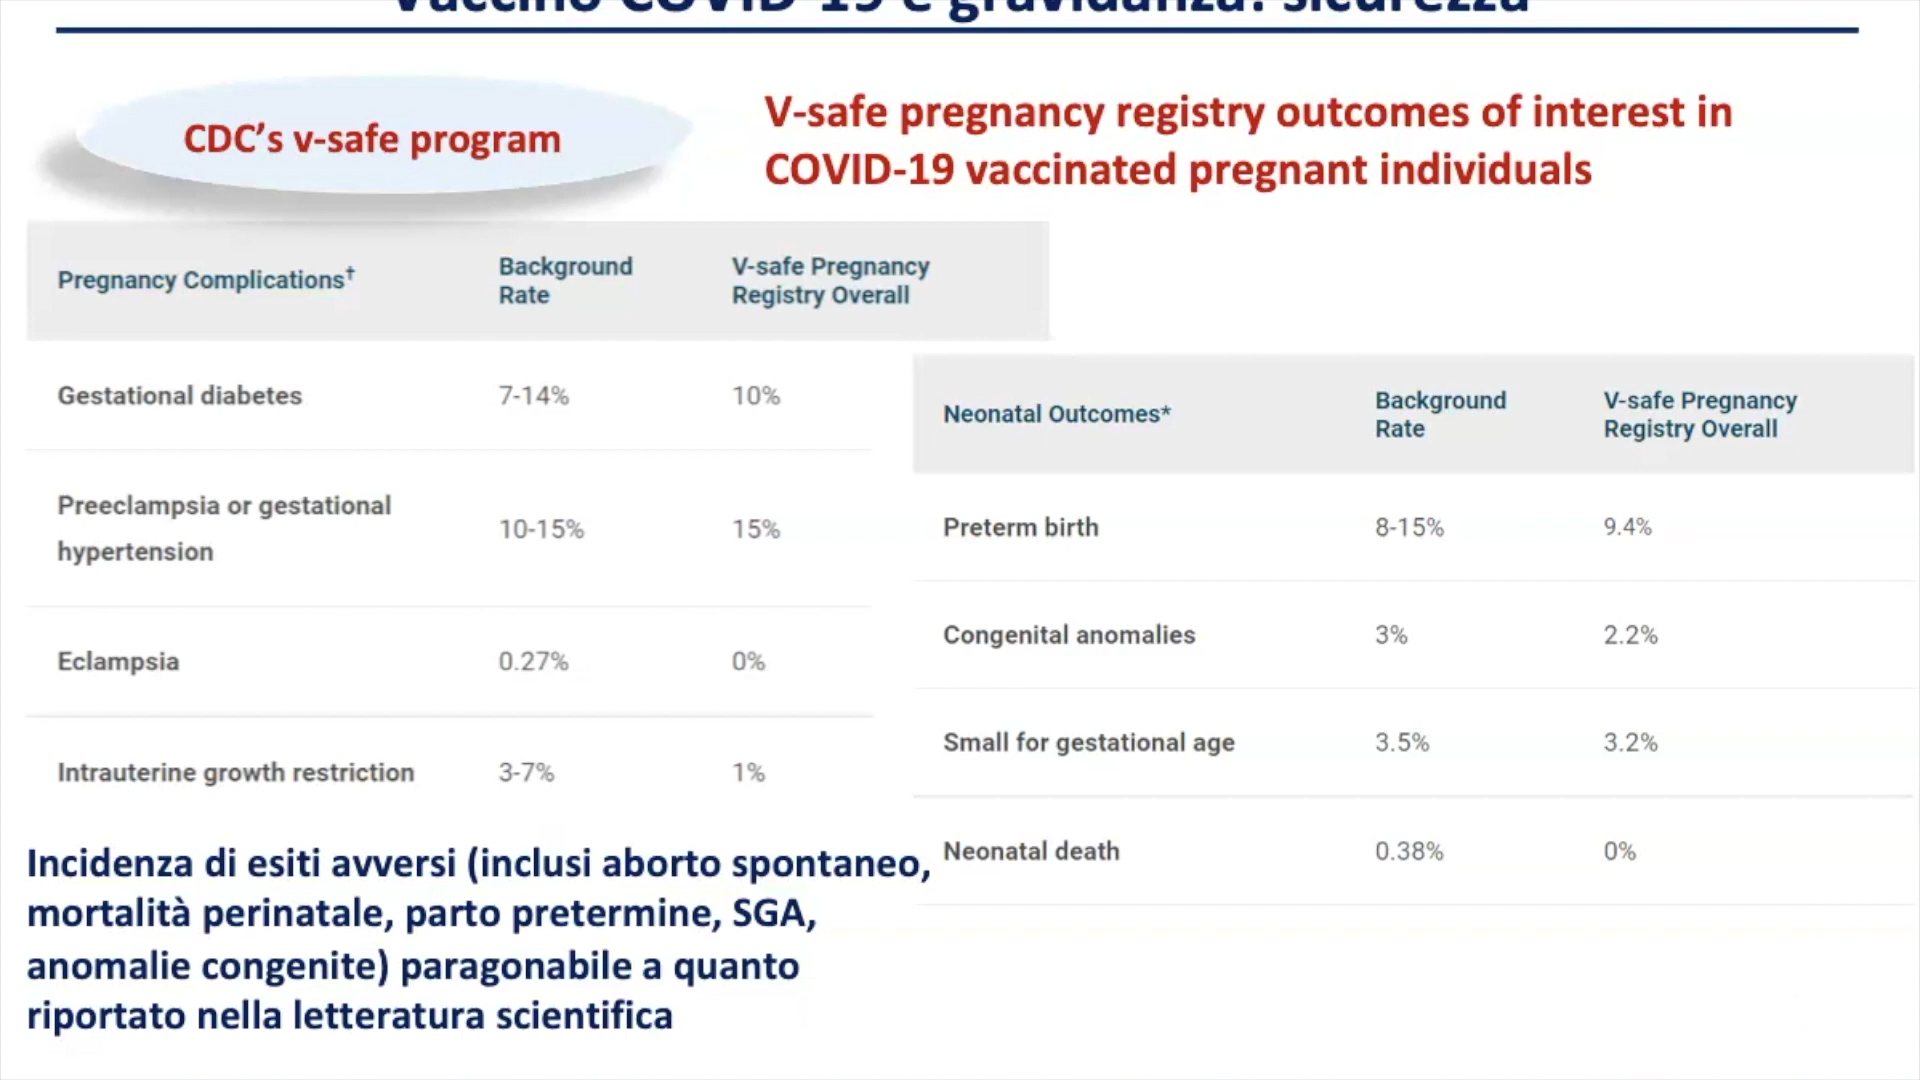 Vaccino COVID-19 e gravidanza: sicurezza
CDC's v-safe program
V-safe pregnancy registry outcomes of interest in
COVID-19 vaccinated pregnant individuals
Pregnancy Complications† Background Rate V-safe Pregnancy Registry Overall
Gestational diabetes 7-14% 10%
Preeclampsia or gestational hypertension 10-15% 15%
Eclampsia 0.27% 0%
Intrauterine growth restriction 3-7% 1%
Neonatal Outcomes* Background Rate V-safe Pregnancy Registry Overall
Preterm birth 8-15% 9.4%
Congenital anomalies 3% 2.2%
Small for gestational age 3.5% 3.2%
Neonatal death 0.38% 0%
Incidenza di esiti avversi (inclusi aborto spontaneo,
mortalità perinatale, parto pretermine, SGA,
anomalie congenite) paragonabile a quanto
riportato nella letteratura scientifica